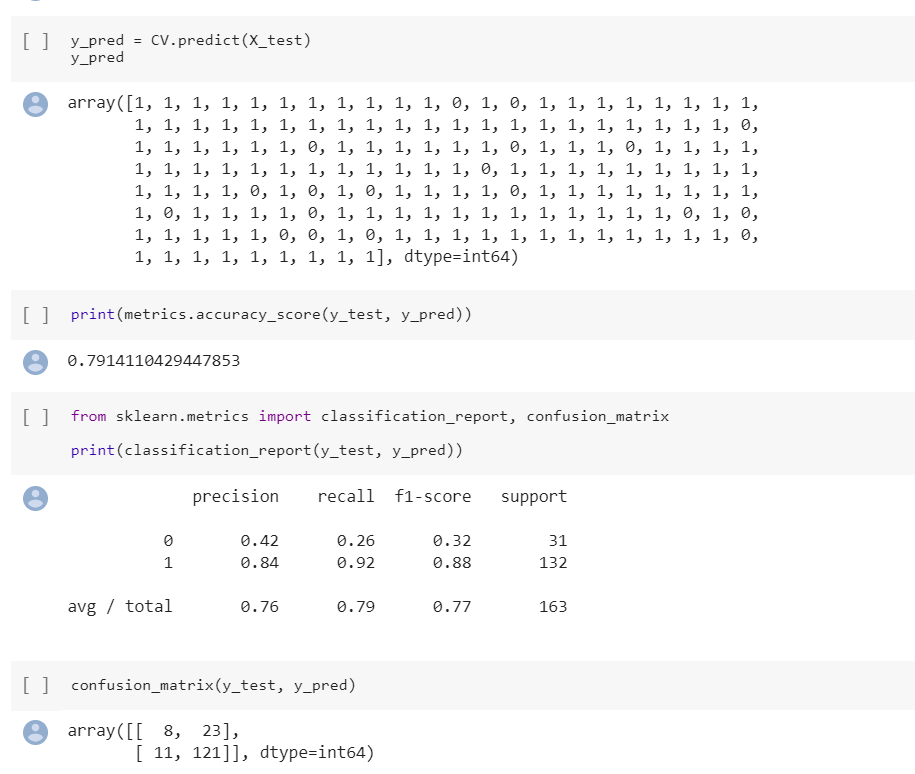 [ ] y_pred = CV.predict(X_test)
y_pred
array([1, 1, 1, 1, 1, 1, 1, 1, 1, 1, 1, 0, 1, 0, 1, 1, 1, 1, 1, 1, 1, 1,
1, 1, 1, 1, 1, 1, 1, 1, 1, 1, 1, 1, 1, 1, 1, 1, 1, 1, 1, 1, 1, 0,
1, 1, 1, 1, 1, 1, 0, 1, 1, 1, 1, 1, 1, 0, 1, 1, 1, 0, 1, 1, 1, 1,
1, 1, 1, 1, 1, 1, 1, 1, 1, 1, 1, 1, 0, 1, 1, 1, 1, 1, 1, 1, 1, 1,
1, 1, 1, 1, 0, 1, 0, 1, 0, 1, 1, 1, 1, 0, 1, 1, 1, 1, 1, 1, 1, 1,
1, 0, 1, 1, 1, 1, 0, 1, 1, 1, 1, 1, 1, 1, 1, 1, 1, 1, 1, 0, 1, 0,
1, 1, 1, 1, 1, 0, 0, 1, 0, 1, 1, 1, 1, 1, 1, 1, 1, 1, 1, 1, 1, 0,
1, 1, 1, 1, 1, 1, 1, 1, 1], dtype=int64)
[ ] print(metrics.accuracy_score(y_test, y_pred))
0.7914110429447853
[ ] from sklearn.metrics import classification_report, confusion_matrix
print(classification_report(y_test, y_pred))
precision recall f1-score support
0 0.42 0.26 0.32 31
1 0.84 0.92 0.88 132
avg / total 0.76 0.79 0.77 163
[ ] confusion_matrix(y_test, y_pred)
array([[ 8, 23],
[ 11, 121]], dtype=int64)